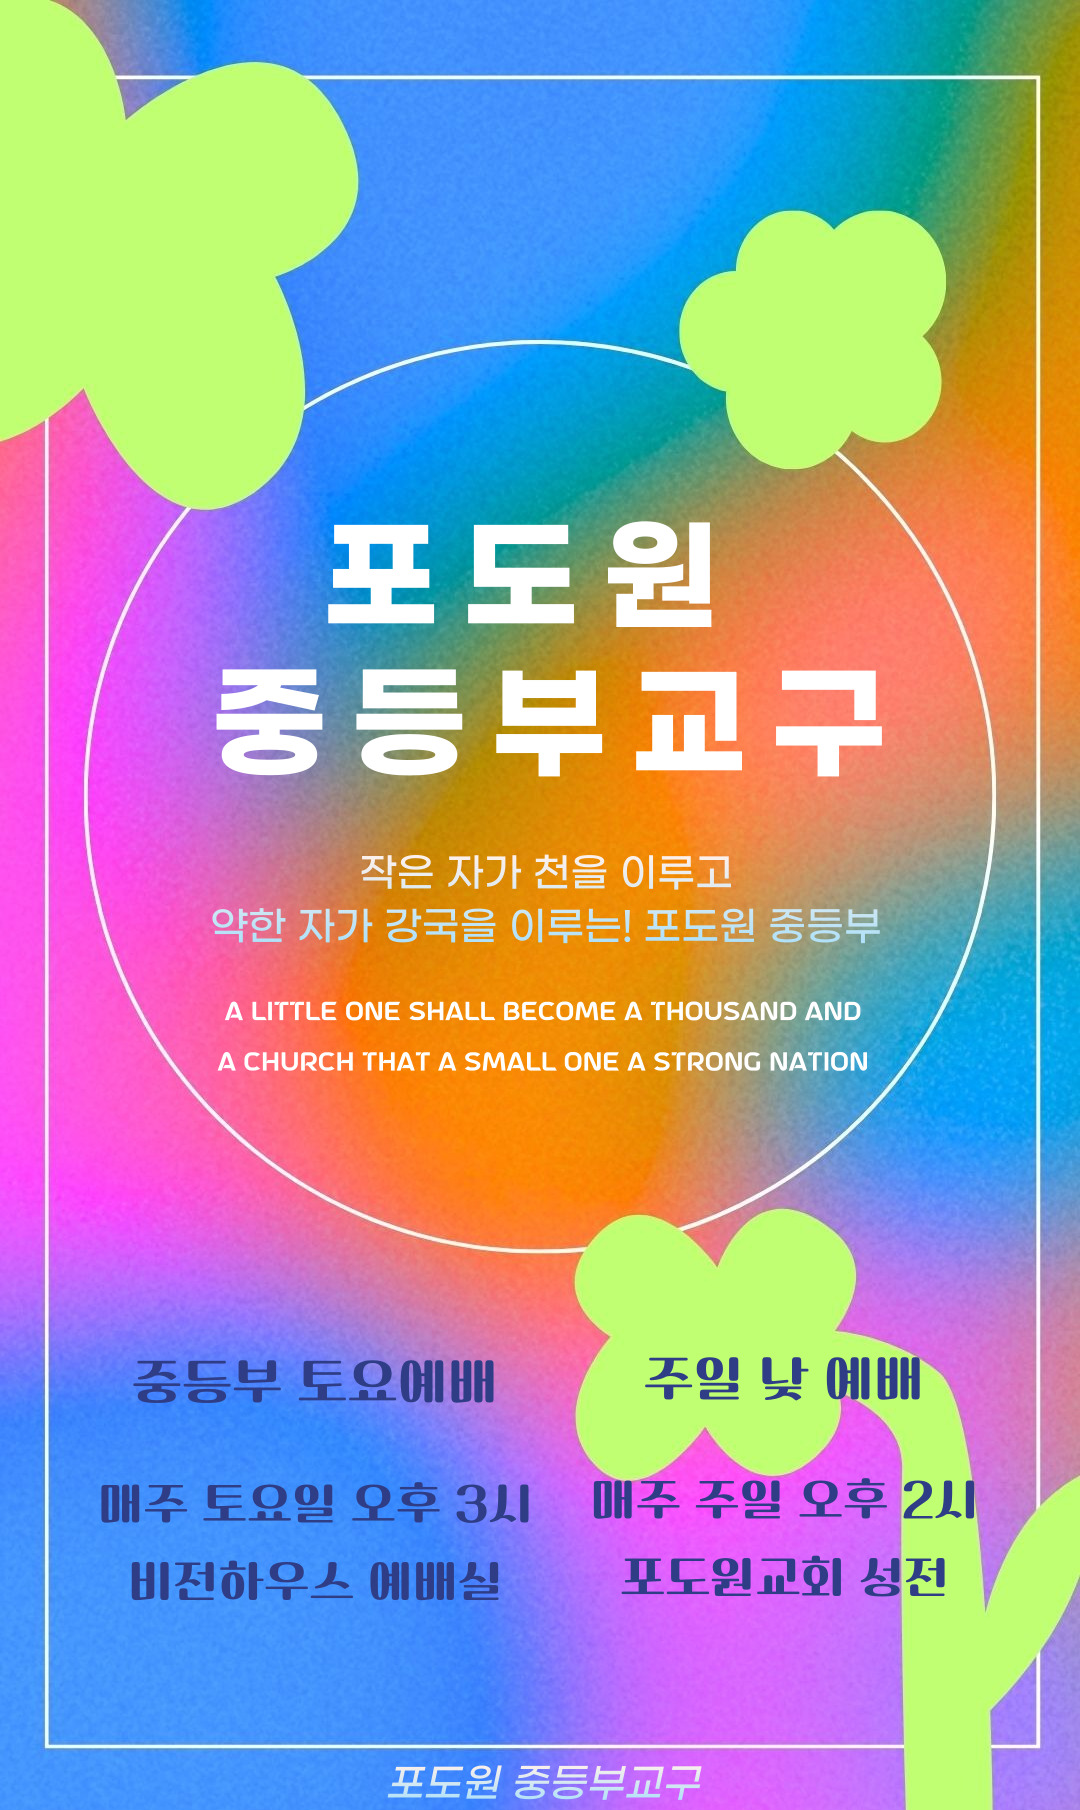 포도원
중등부교구
작은 자가 천을 이루고
약한 자가 강국을 이루는! 포도원 중등부
A LITTLE ONE SHALL BECOME A THOUSAND AND
A CHURCH THAT A SMALL ONE A STRONG NATION
중등부 토요예배
매주 토요일 오후 3시
비전하우스 예배실
주일 낮 예배
매주 주일 오후 2시
포도원교회 성전
포도원 중등부교구